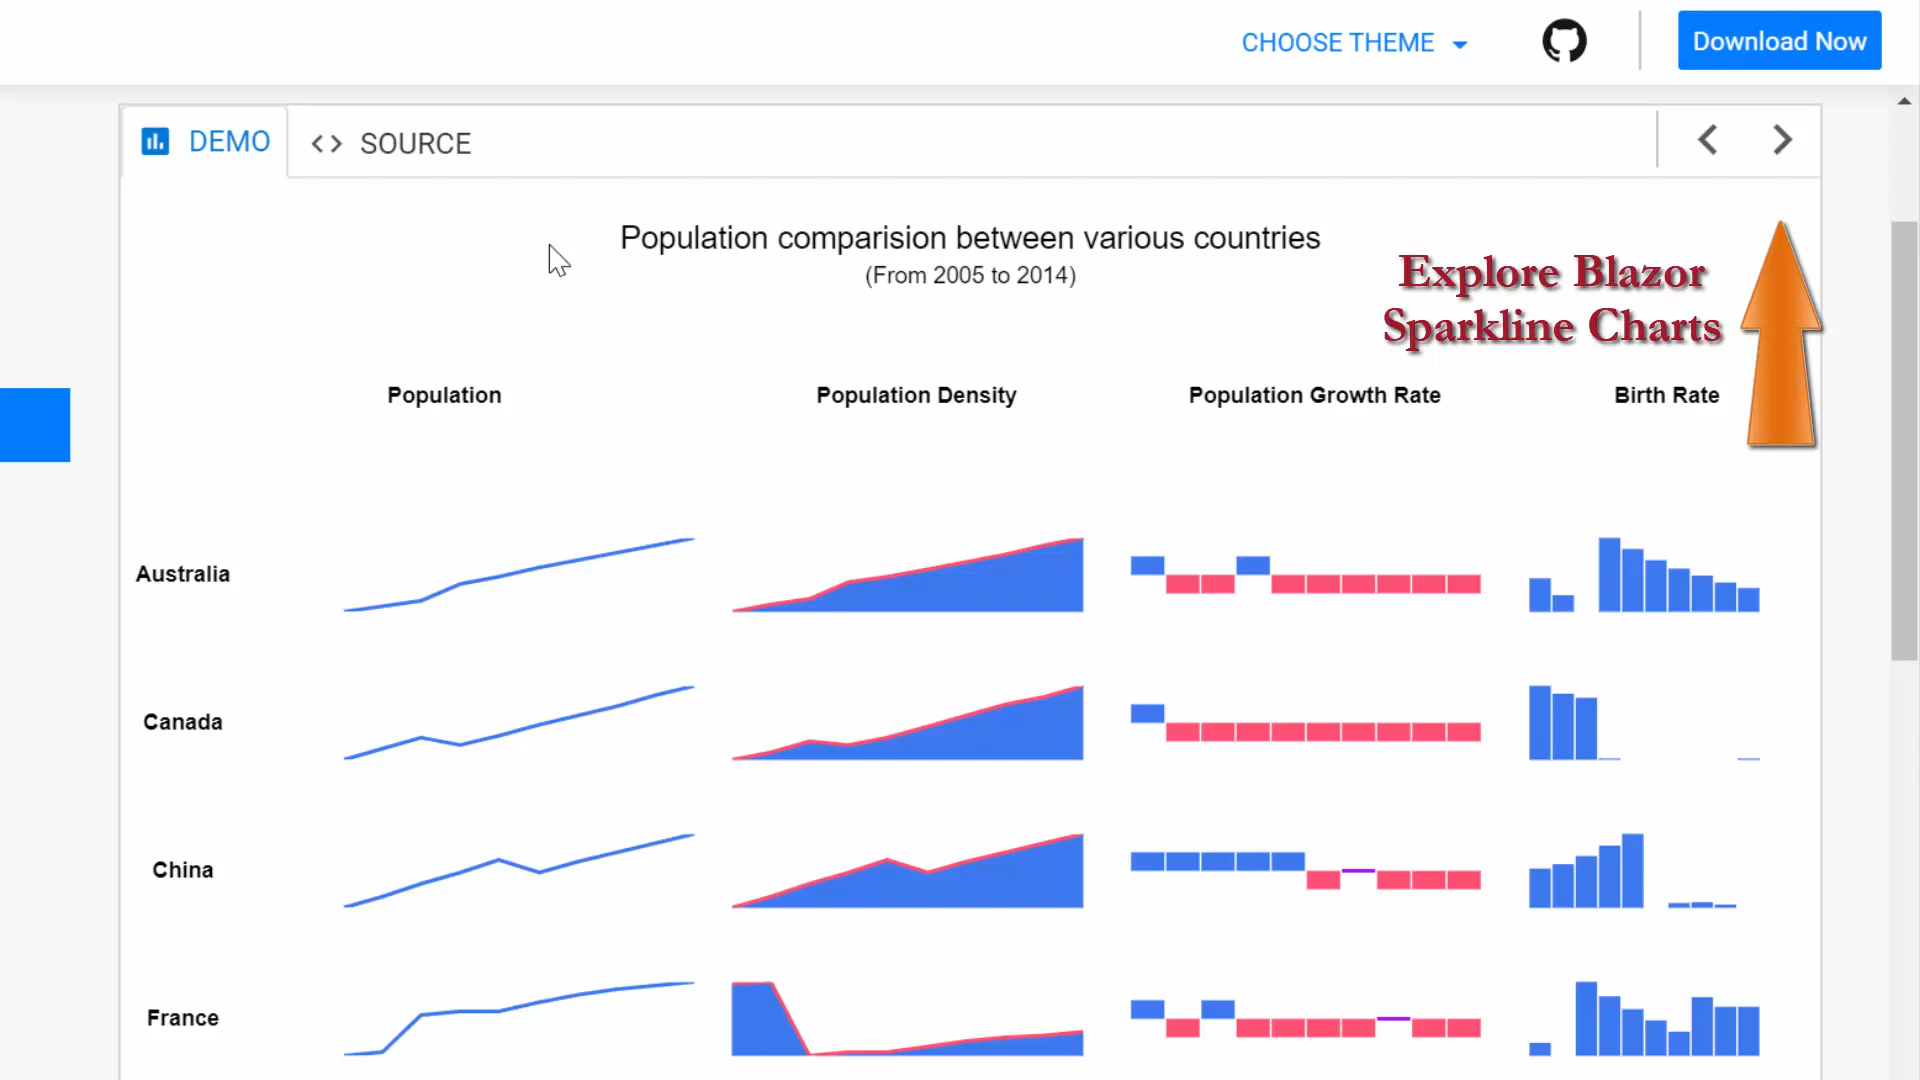 CHOOSE THEME
Download Now
DEMO
<> SOURCE
Population comparision between various countries
(From 2005 to 2014)
Explore Blazor
Sparkline Charts
Population
Population Density
Population Growth Rate
Birth Rate
Australia
Canada
China
France